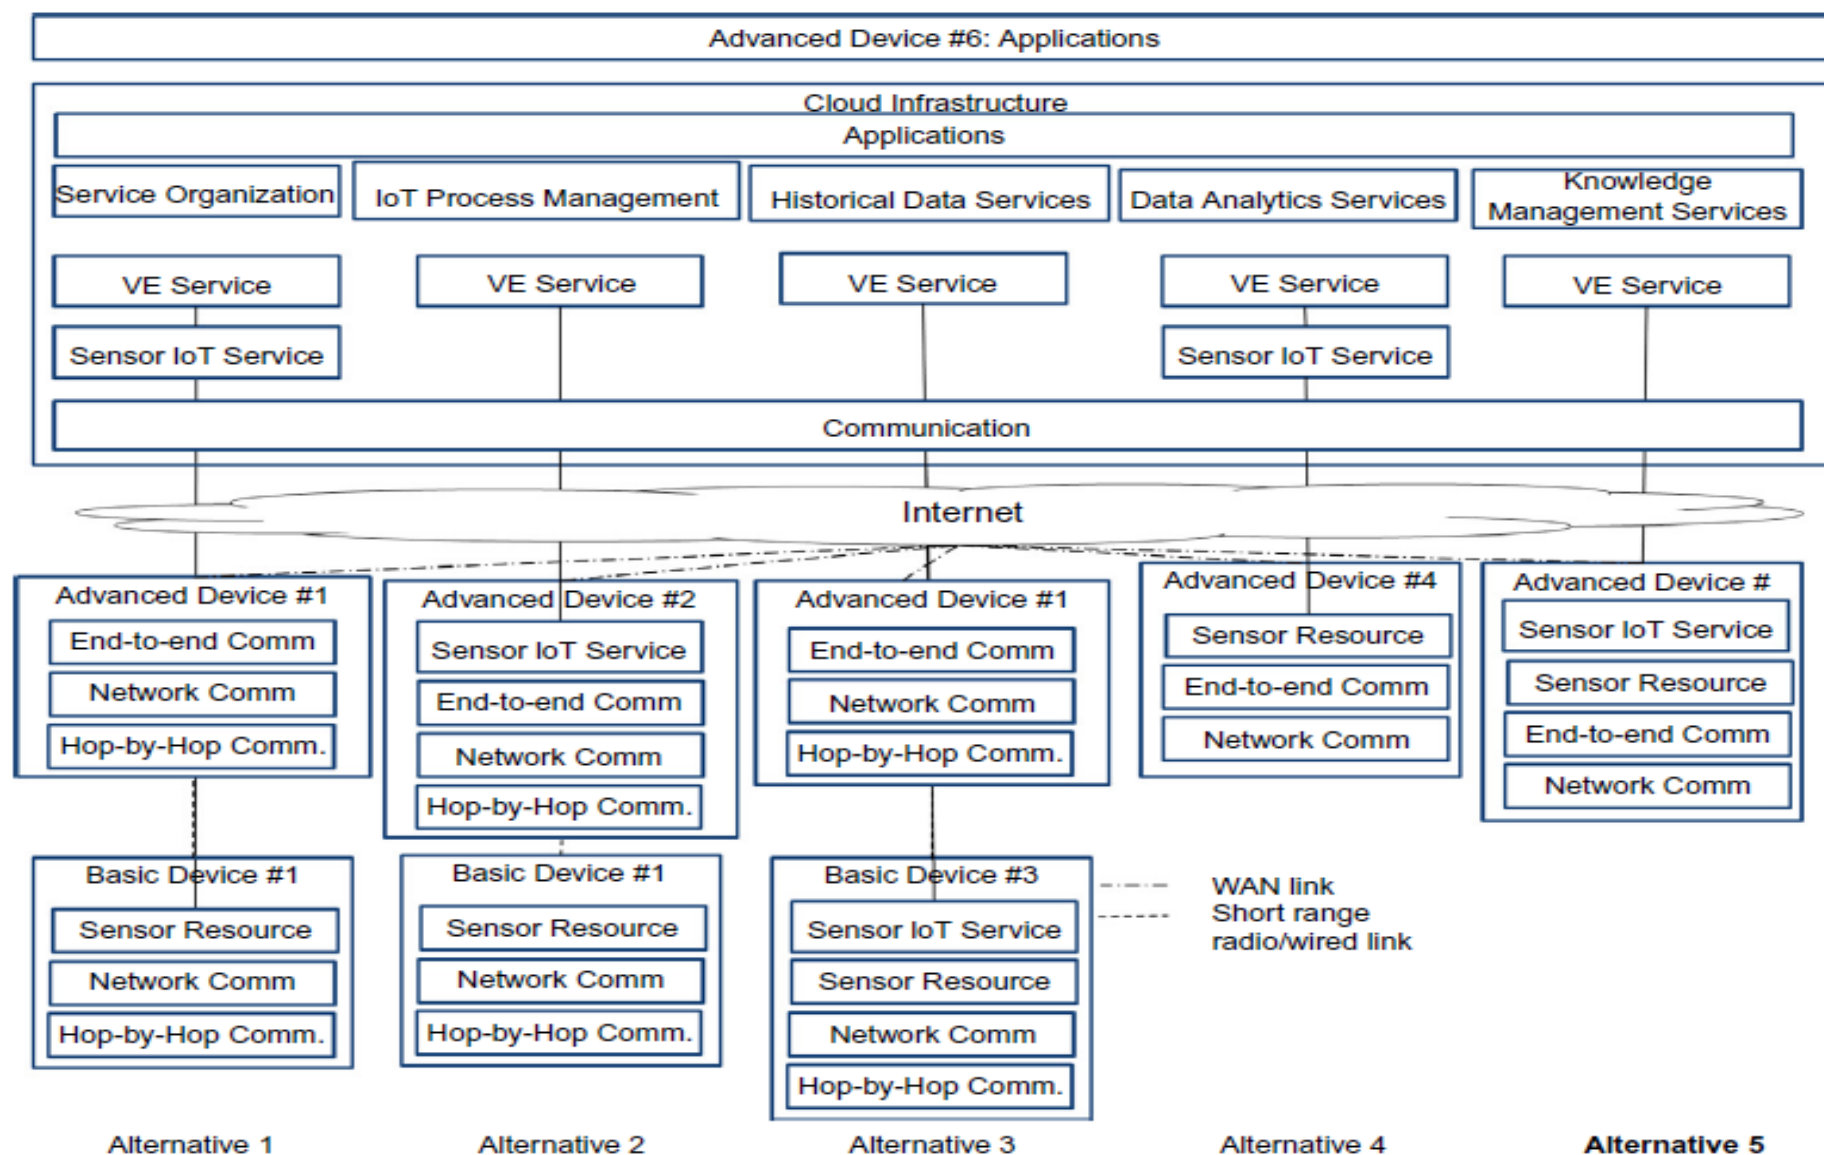 Advanced Device #6: Applications
Cloud Infrastructure
Applications
Service Organization
IoT Process Management
Historical Data Services
Data Analytics Services
Knowledge
Management Services
VE Service
VE Service
VE Service
VE Service
VE Service
Sensor IoT Service
Sensor IoT Service
Communication
Internet
Advanced Device #1
End-to-end Comm
Network Comm
Hop-by-Hop Comm.
Advanced Device #2
Sensor IoT Service
End-to-end Comm
Network Comm
Hop-by-Hop Comm.
Advanced Device #1
End-to-end Comm
Network Comm
Hop-by-Hop Comm.
Advanced Device #4
Sensor Resource
End-to-end Comm
Network Comm
Advanced Device #
Sensor IoT Service
Sensor Resource
End-to-end Comm
Network Comm
Basic Device #1
Sensor Resource
Network Comm
Hop-by-Hop Comm.
Basic Device #1
Sensor Resource
Network Comm
Hop-by-Hop Comm.
Basic Device #3
Sensor IoT Service
Sensor Resource
Network Comm
Hop-by-Hop Comm.
WAN link
Short range
radio/wired link
Alternative 1
Alternative 2
Alternative 3
Alternative 4
Alternative 5